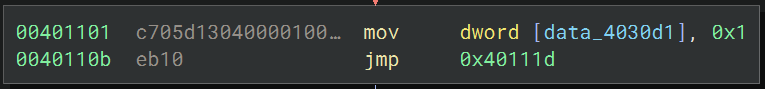 00401101 c705d13040000100… mov dword [data_4030d1], 0x1
0040110b eb10 jmp 0x40111d